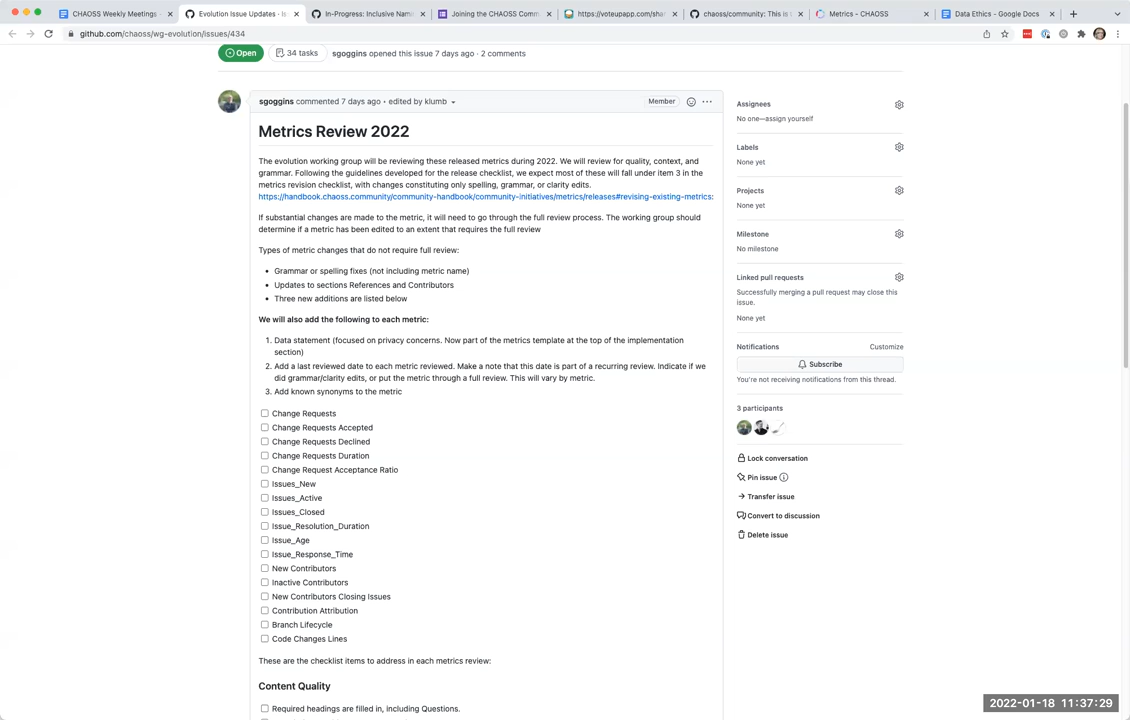 CHAOSS Weekly Meetings -
Evolution Issue Updates · Is
In-Progress: Inclusive Nami
Joining the CHAOSS Comm
https://voteupapp.com/shar
chaoss/community: This is t
Metrics – CHAOSS
Data Ethics - Google Docs
github.com/chaoss/wg-evolution/issues/434
Open
34 tasks
sgoggins opened this issue 7 days ago · 2 comments
sgoggins commented 7 days ago • edited by klumb
Member
Metrics Review 2022
The evolution working group will be reviewing these released metrics during 2022. We will review for quality, context, and
grammar. Following the guidelines developed for the release checklist, we expect most of these will fall under item 3 in the
metrics revision checklist, with changes constituting only spelling, grammar, or clarity edits.
https://handbook.chaoss.community/community-handbook/community-initiatives/metrics/releases#revising-existing-metrics:
If substantial changes are made to the metric, it will need to go through the full review process. The working group should
determine if a metric has been edited to an extent that requires the full review
Types of metric changes that do not require full review:
• Grammar or spelling fixes (not including metric name)
• Updates to sections References and Contributors
• Three new additions are listed below
We will also add the following to each metric:
1. Data statement (focused on privacy concerns. Now part of the metrics template at the top of the implementation
section)
2. Add a last reviewed date to each metric reviewed. Make a note that this date is part of a recurring review. Indicate if we
did grammar/clarity edits, or put the metric through a full review. This will vary by metric.
3. Add known synonyms to the metric
Change Requests
Change Requests Accepted
Change Requests Declined
Change Requests Duration
Change Request Acceptance Ratio
Issues_New
Issues_Active
Issues_Closed
Issue_Resolution_Duration
Issue_Age
Issue_Response_Time
New Contributors
Inactive Contributors
New Contributors Closing Issues
Contribution Attribution
Branch Lifecycle
Code Changes Lines
These are the checklist items to address in each metrics review:
Content Quality
Required headings are filled in, including Questions.
Assignees
No one—assign yourself
Labels
None yet
Projects
None yet
Milestone
No milestone
Linked pull requests
Successfully merging a pull request may close this
issue.
None yet
Notifications
Customize
Subscribe
You're not receiving notifications from this thread.
3 participants
Lock conversation
Pin issue
Transfer issue
Convert to discussion
Delete issue
2022-01-18 11:37:29